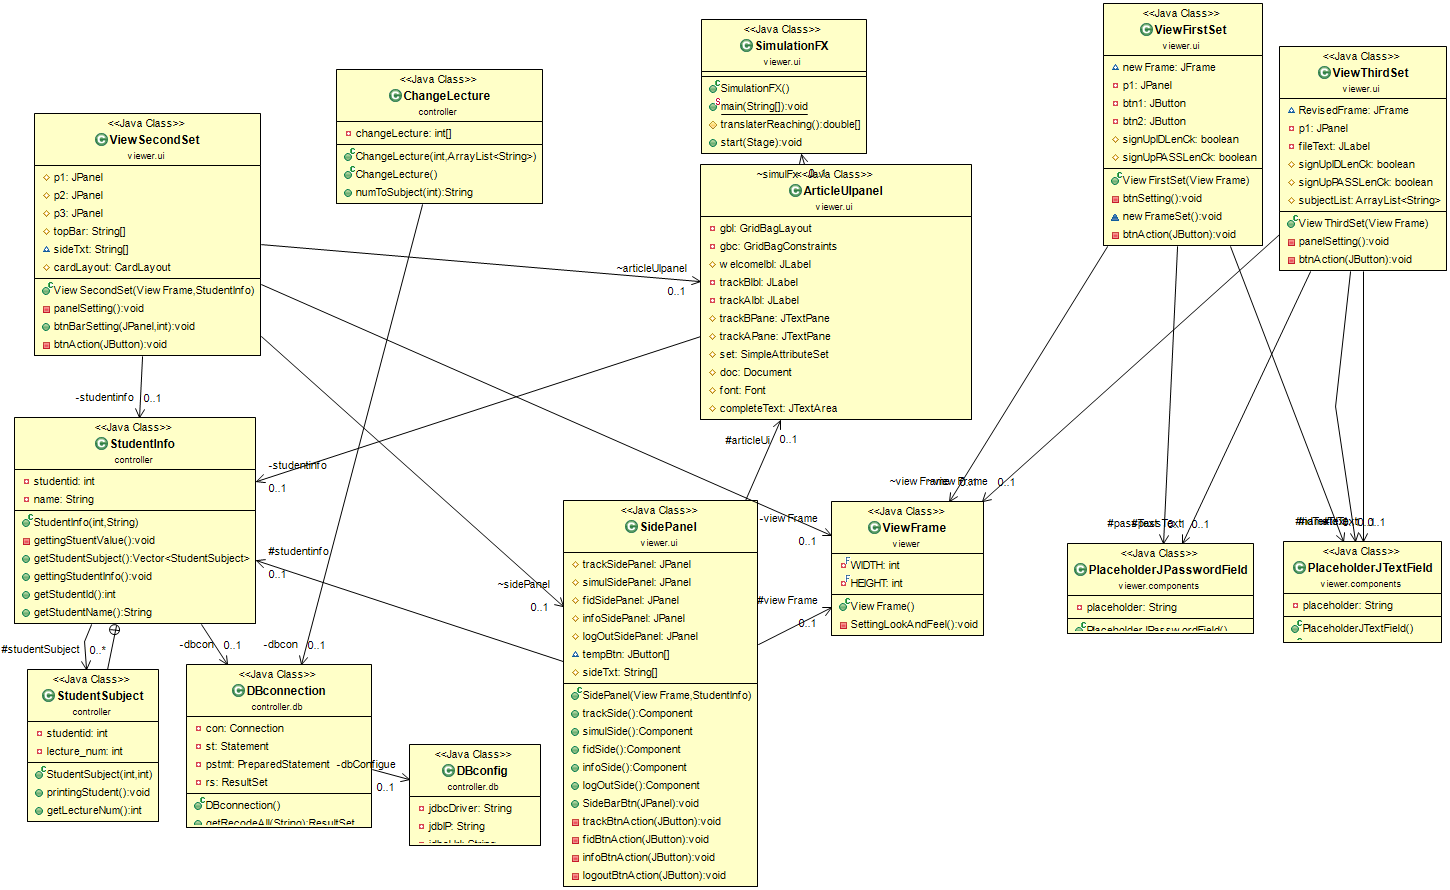 <<Java Class>>
SimulationFX
viewer.ui
SimulationFX()
main(String[]):void
translaterReaching():double[]
start(Stage):void
<<Java Class>>
ViewFirstSet
viewer.ui
new Frame: JFrame
p1: JPanel
btn1: JButton
btn2: JButton
signUpIDLenCk: boolean
signUpPASSLenCk: boolean
View FirstSet(View Frame)
btnSetting():void
new FrameSet():void
btnAction(JButton):void
<<Java Class>>
ViewThirdSet
viewer.ui
RevisedFrame: JFrame
p1: JPanel
fileText: JLabel
signUpIDLenCk: boolean
signUpPASSLenCk: boolean
subjectList: ArrayList<String>
View ThirdSet(View Frame)
panelSetting():void
btnAction(JButton):void
<<Java Class>>
ChangeLecture
controller
changeLecture: int[]
ChangeLecture(int,ArrayList<String>)
ChangeLecture()
numToSubject(int):String
<<Java Class>>
ViewSecondSet
viewer.ui
p1: JPanel
p2: JPanel
p3: JPanel
topBar: String[]
sideTxt: String[]
cardLayout: CardLayout
View SecondSet(View Frame,StudentInfo)
panelSetting():void
btnBarSetting(JPanel,int):void
btnAction(JButton):void
<<Java Class>>
ArticleUIpanel
viewer.ui
gbl: GridBagLayout
gbc: GridBagConstraints
w elcomelbl: JLabel
trackBlbl: JLabel
trackAlbl: JLabel
trackBPane: JTextPane
trackAPane: JTextPane
set: SimpleAttributeSet
doc: Document
font: Font
completeText: JTextArea
~articleUIpanel
0..1
-studentinfo
0..1
<<Java Class>>
StudentInfo
controller
studentid: int
name: String
StudentInfo(int,String)
gettingStuentValue():void
getStudentSubject():Vector<StudentSubject>
gettingStudentInfo():void
getStudentId():int
getStudentName():String
-studentinfo
0..1
#studentinfo
0..1
#articleUi
0..1
~sidePanel
0..1
-view Frame
0..1
#view Frame
0..1
~view Frame
0..1
<<Java Class>>
SidePanel
viewer.ui
trackSidePanel: JPanel
simulSidePanel: JPanel
fidSidePanel: JPanel
infoSidePanel: JPanel
logOutSidePanel: JPanel
tempBtn: JButton[]
sideTxt: String[]
SidePanel(View Frame,StudentInfo)
trackSide():Component
simulSide():Component
fidSide():Component
infoSide():Component
logOutSide():Component
SideBarBtn(JPanel):void
trackBtnAction(JButton):void
fidBtnAction(JButton):void
infoBtnAction(JButton):void
logoutBtnAction(JButton):void
<<Java Class>>
ViewFrame
viewer
WIDTH: int
HEIGHT: int
View Frame()
SettingLookAndFeel():void
0..1
<<Java Class>>
PlaceholderJPasswordField
viewer.components
placeholder: String
PlaceholderJPasswordField()
0..1
<<Java Class>>
PlaceholderJTextField
viewer.components
placeholder: String
PlaceholderJTextField()
#studentSubject
0..*
-dbcon
0..1
-dbcon
0..1
<<Java Class>>
StudentSubject
controller
studentid: int
lecture_num: int
StudentSubject(int,int)
printingStudent():void
getLectureNum():int
<<Java Class>>
DBconnection
controller.db
con: Connection
st: Statement
pstmt: PreparedStatement
rs: ResultSet
DBconnection()
getRecodeAll(String):ResultSet
-dbConfigue
0..1
<<Java Class>>
DBconfig
controller.db
jdbcDriver: String
jdbIP: String